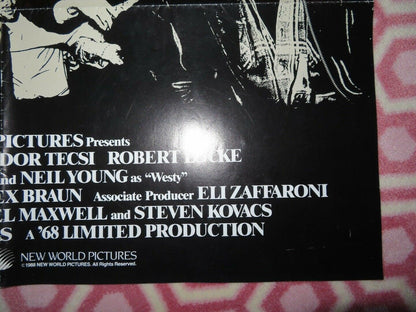 PICTURES Presents
DOR TECSI ROBERT LOCKE
and NEIL YOUNG as "Westy"
EX BRAUN Associate Producer ELI ZAFFARONI
EL MAXWELL and STEVEN KOVACS
S A '68 LIMITED PRODUCTION
NEW WORLD PICTURES
© 1988 NEW WORLD PICTURES. All Rights Reserved.